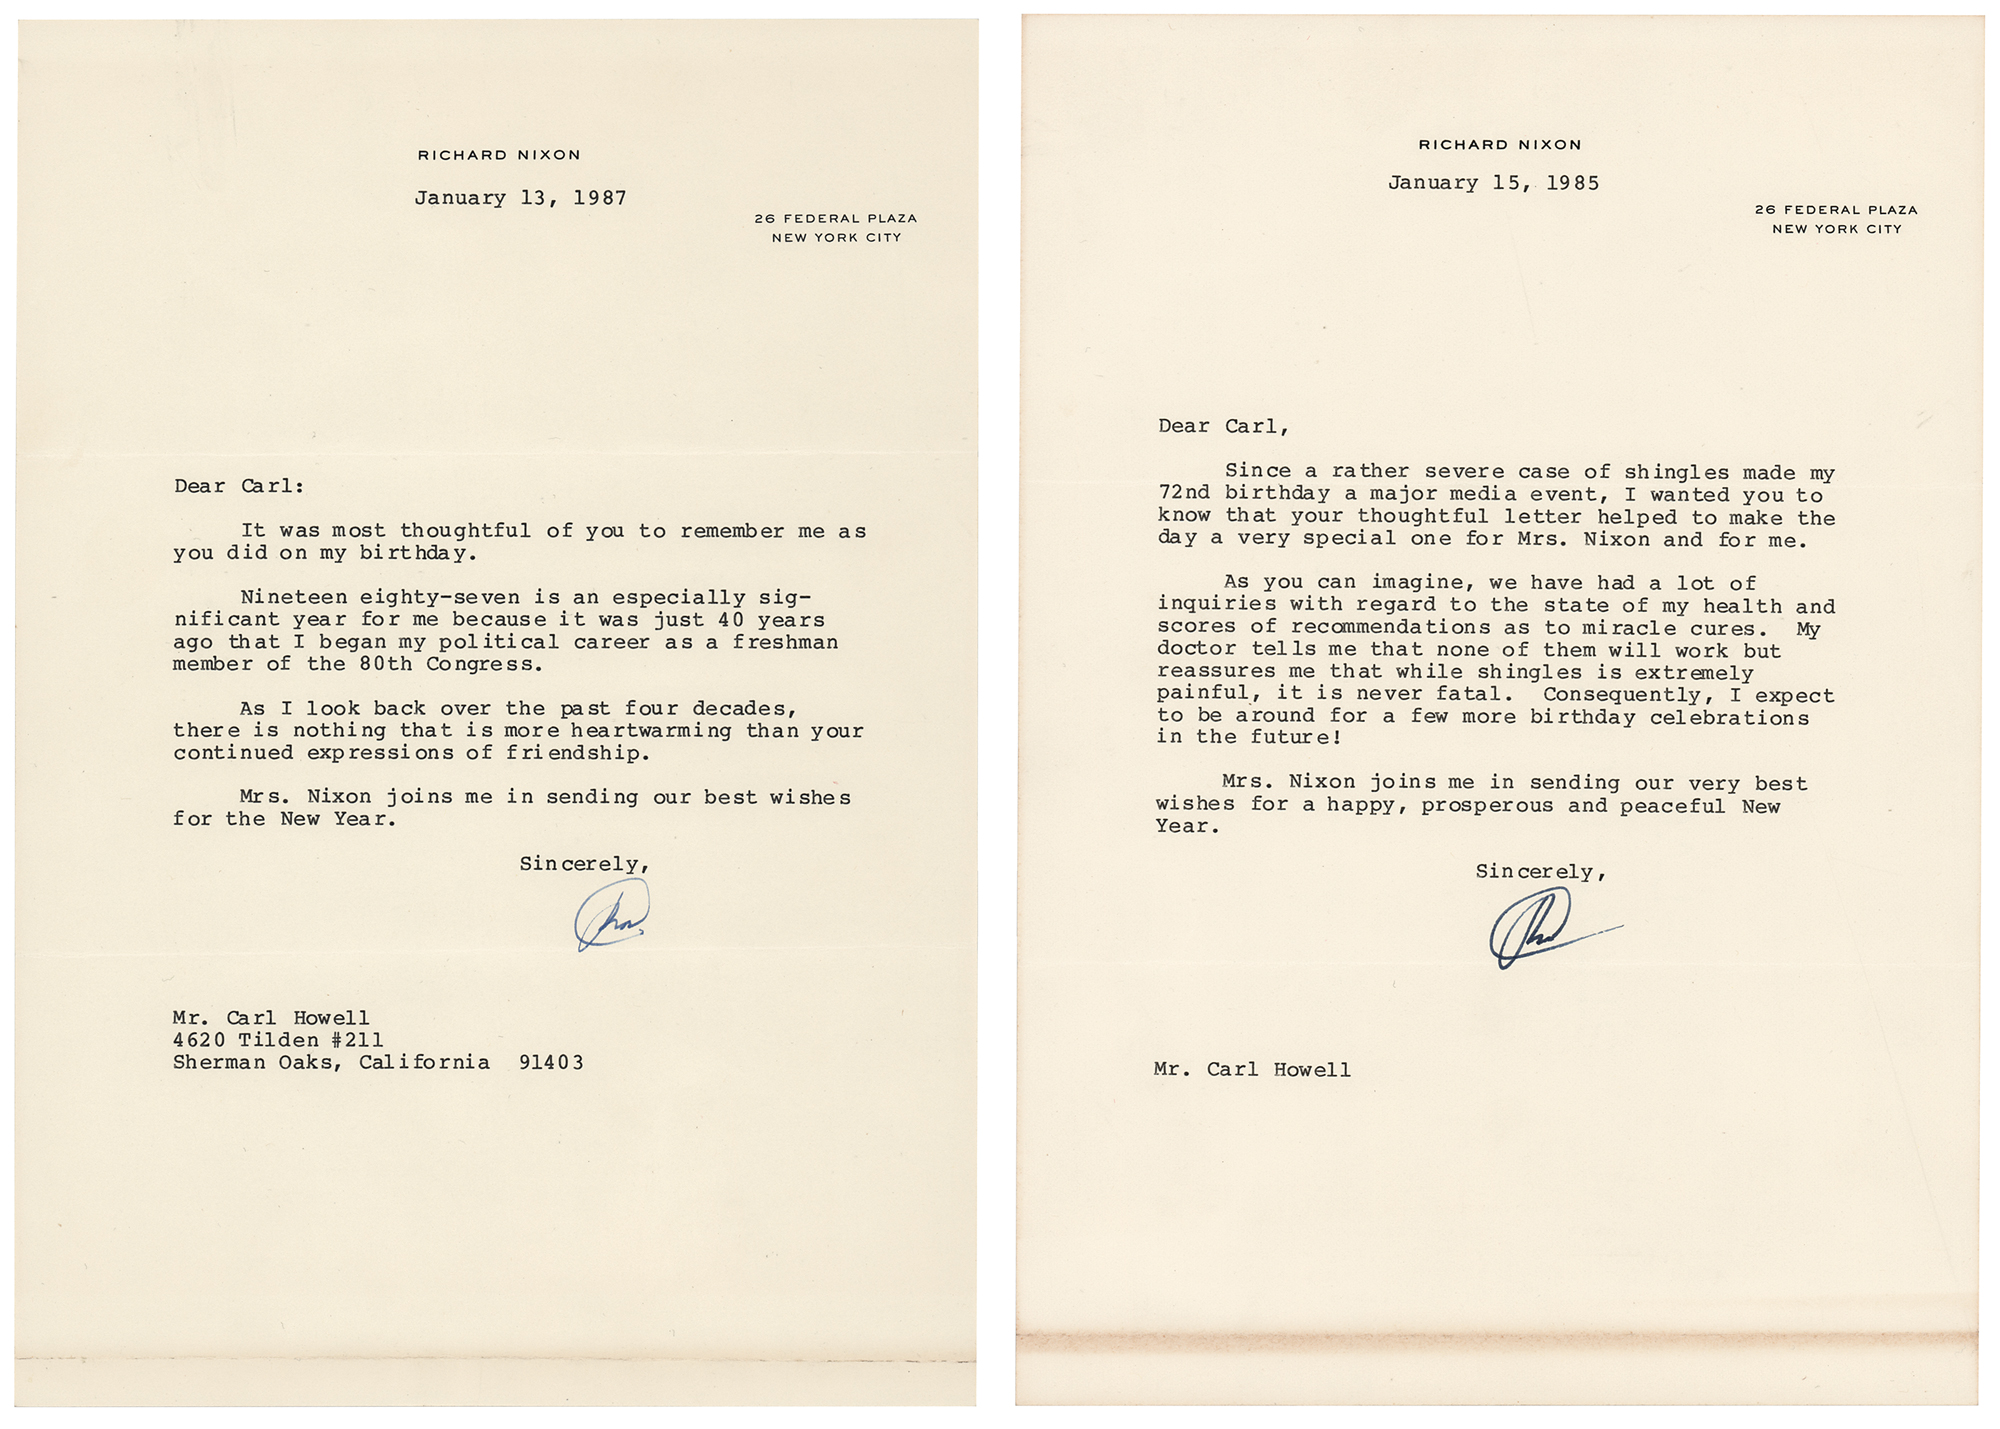 RICHARD NIXON
January 13, 1987
26 FEDERAL PLAZA
NEW YORK CITY
Dear Carl:
It was most thoughtful of you to remember me as
you did on my birthday.
Nineteen eighty-seven is an especially sig-
nificant year for me because it was just 40 years
ago that I began my political career as a freshman
member of the 80th Congress.
As I look back over the past four decades,
there is nothing that is more heartwarming than your
continued expressions of friendship.
Mrs. Nixon joins me in sending our best wishes
for the New Year.
Sincerely,
Mr. Carl Howell
4620 Tilden #211
Sherman Oaks, California 91403
RICHARD NIXON
January 15, 1985
26 FEDERAL PLAZA
NEW YORK CITY
Dear Carl,
Since a rather severe case of shingles made my
72nd birthday a major media event, I wanted you to
know that your thoughtful letter helped to make the
day a very special one for Mrs. Nixon and for me.
As you can imagine, we have had a lot of
inquiries with regard to the state of my health and
scores of recommendations as to miracle cures. My
doctor tells me that none of them will work but
reassures me that while shingles is extremely
painful, it is never fatal. Consequently, I expect
to be around for a few more birthday celebrations
in the future!
Mrs. Nixon joins me in sending our very best
wishes for a happy, prosperous and peaceful New
Year.
Sincerely,
Mr. Carl Howell